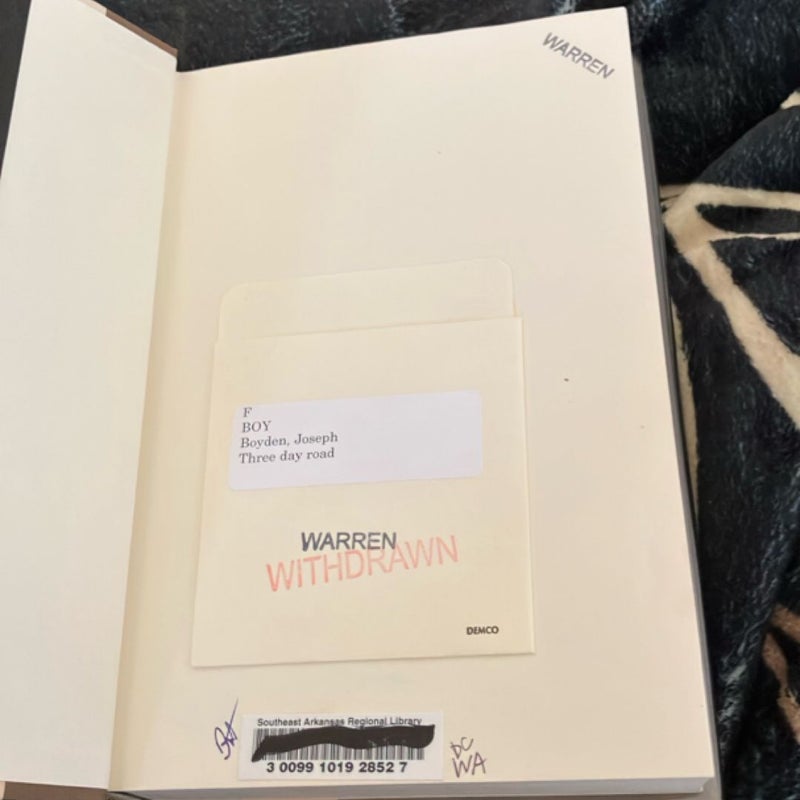 WARREN
F
BOY
Boyden, Joseph
Three day road
WARREN
WITHDRAWN
DEMCO
Southeast Arkansas Regional Library
3 0099 1019 2852 7
DC
WA